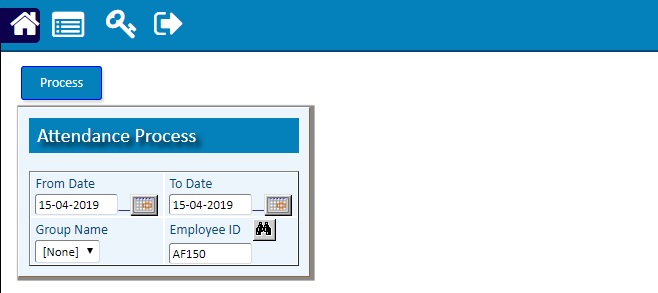 Process
Attendance Process
From Date To Date
15-04-2019 15-04-2019
Group Name Employee ID
[None] AF150